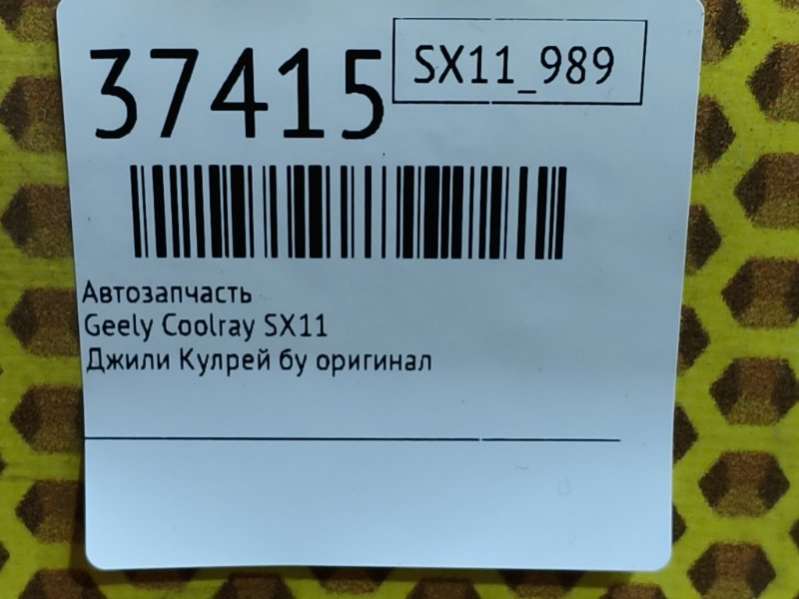 37415
SX11_989
Автозапчасть
Geely Coolray SX11
Джили Кулрей бу оригинал